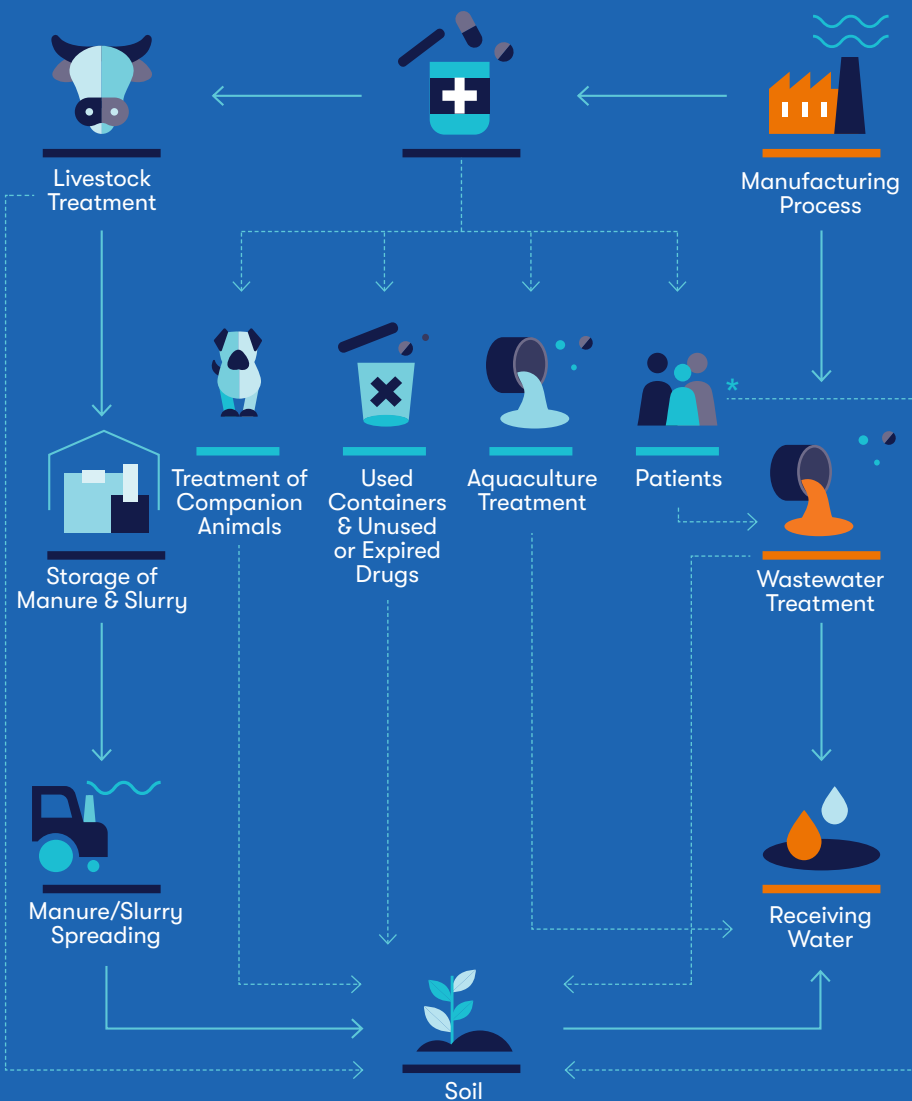 Livestock
Treatment
Manufacturing
Process
*
Treatment of
Companion
Animals
Used
Containers
& Unused
or Expired
Drugs
Aquaculture
Treatment
Patients
Storage of
Manure & Slurry
Wastewater
Treatment
Manure/Slurry
Spreading
Receiving
Water
Soil